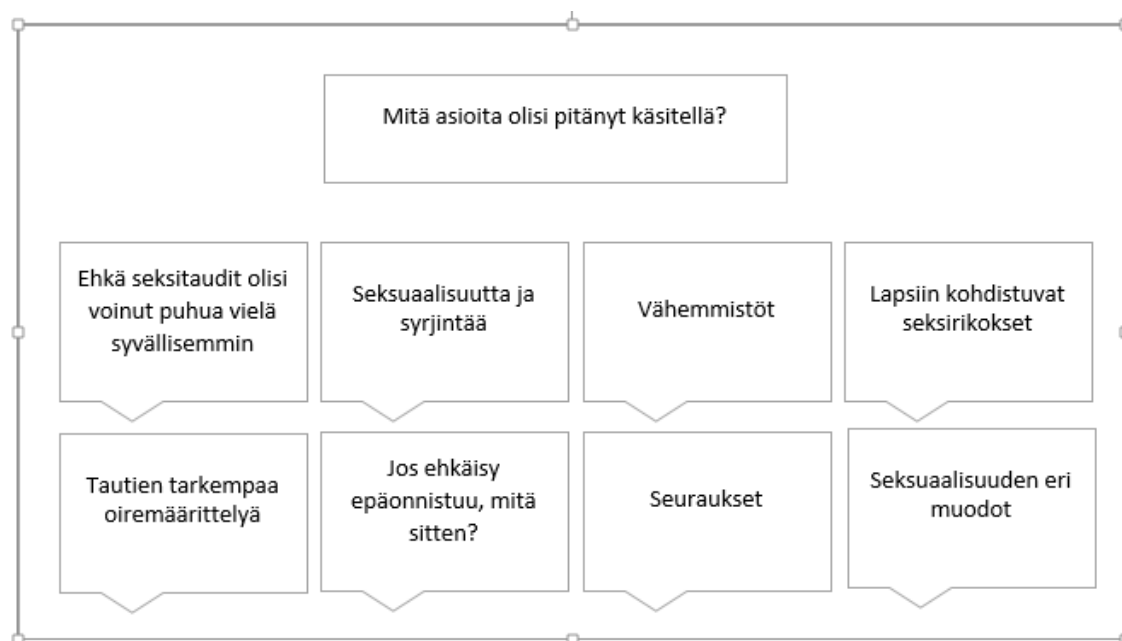 Mitä asioita olisi pitänyt käsitellä?
Ehkä seksitaudit olisi
voinut puhua vielä
syvällisemmin
Seksuaalisuutta ja
syrjintää
Vähemmistöt
Lapsiin kohdistuvat
seksirikokset
Tautien tarkempaa
oiremäärittelyä
Jos ehkäisy
epäonnistuu, mitä
sitten?
Seuraukset
Seksuaalisuuden eri
muodot